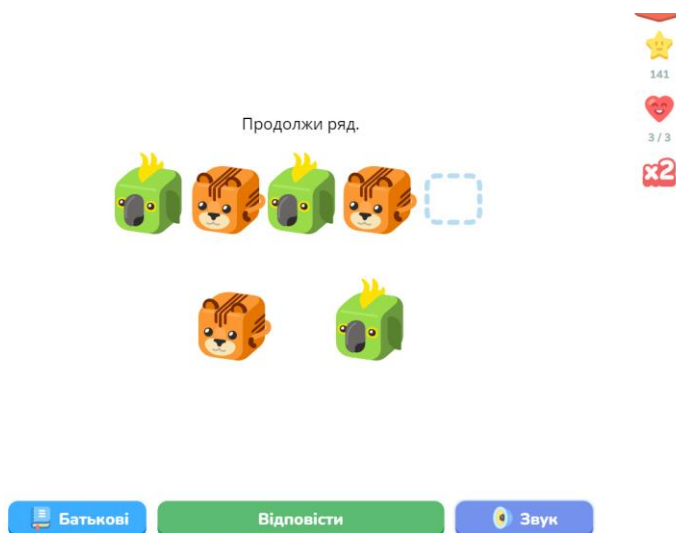 141
Продолжи ряд.
3 / 3
x2
Батькові
Відповісти
Звук